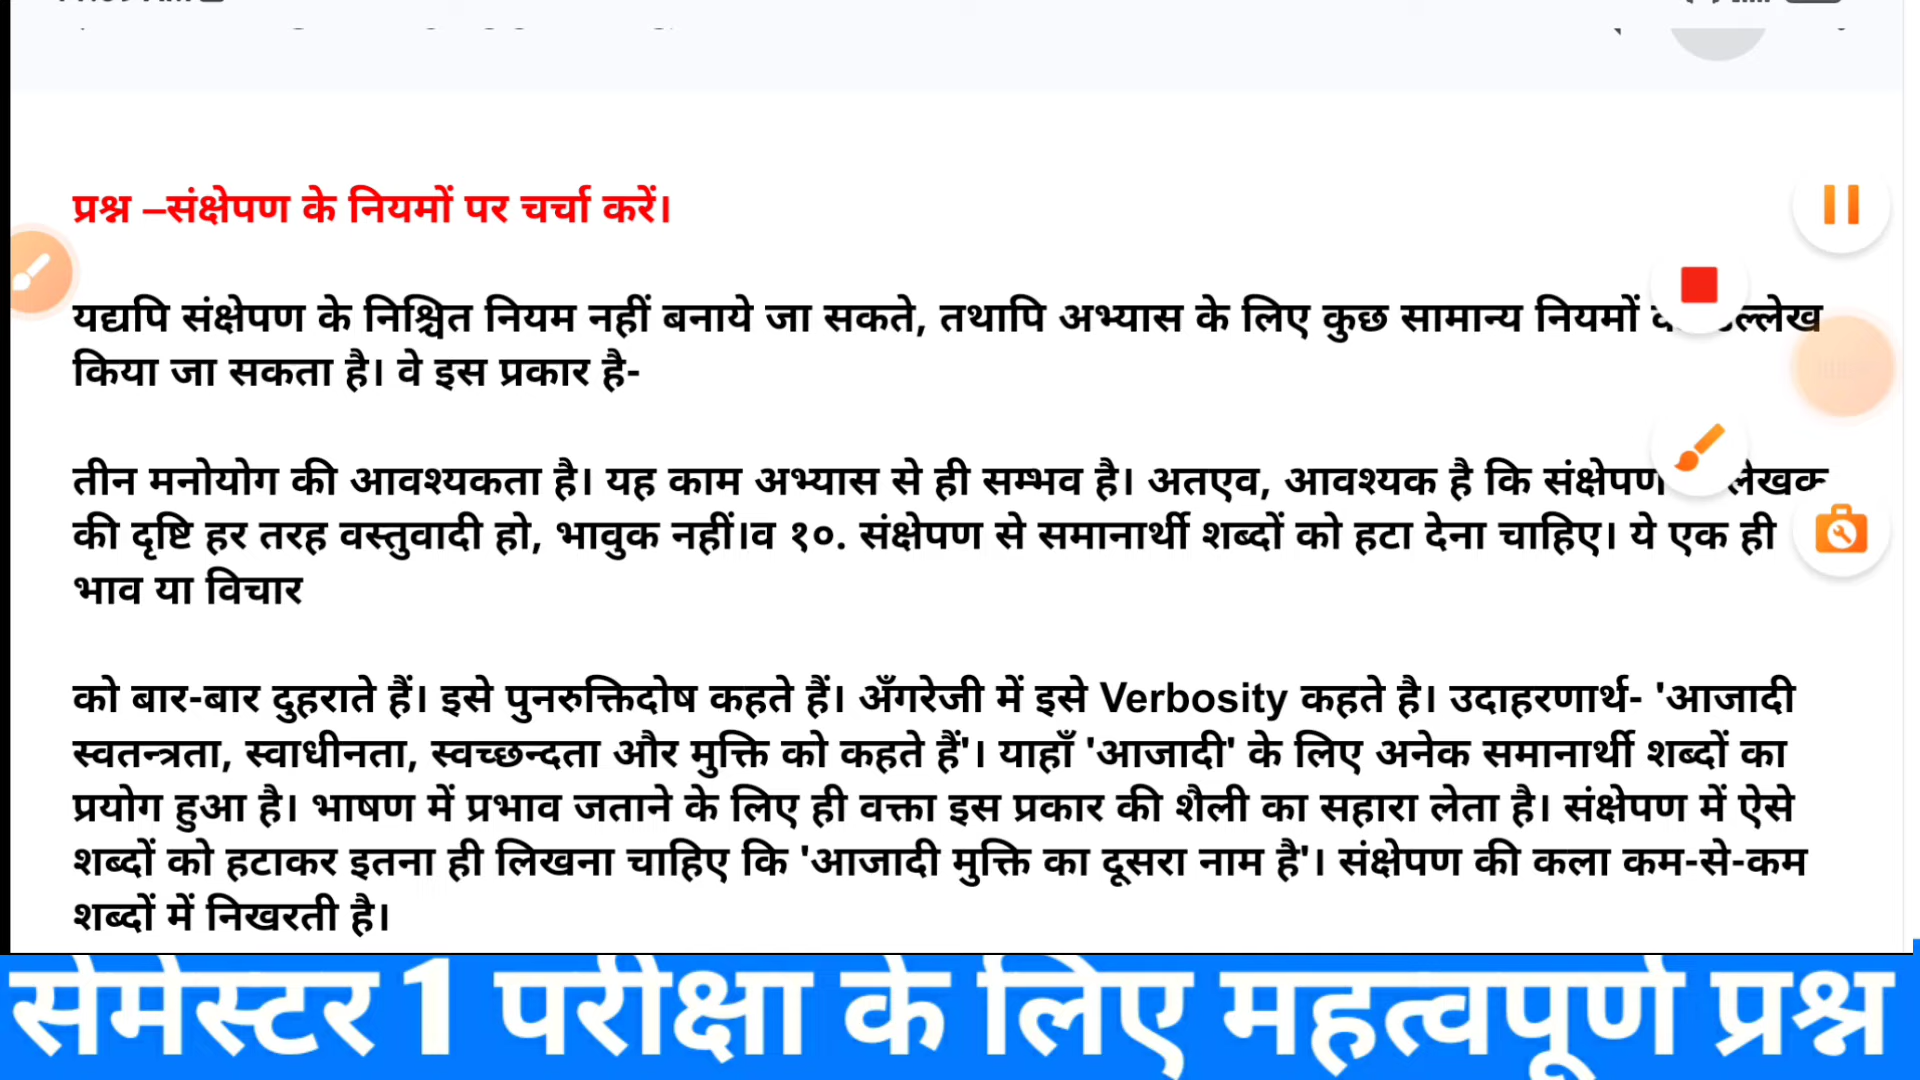 प्रश्न –संक्षेपण के नियमों पर चर्चा करें।
यद्यपि संक्षेपण के निश्चित नियम नहीं बनाये जा सकते, तथापि अभ्यास के लिए कुछ सामान्य नियमों
किया जा सकता है। वे इस प्रकार है-
तीन मनोयोग की आवश्यकता है। यह काम अभ्यास से ही सम्भव है। अतएव, आवश्यक है कि संक्षेपण लेखक
की दृष्टि हर तरह वस्तुवादी हो, भावुक नहीं।व १०. संक्षेपण से समानार्थी शब्दों को हटा देना चाहिए। ये एक ही
भाव या विचार
को बार-बार दुहराते हैं। इसे पुनरुक्तिदोष कहते हैं। अँगरेजी में इसे Verbosity कहते है। उदाहरणार्थ- 'आजादी
स्वतन्त्रता, स्वाधीनता, स्वच्छन्दता और मुक्ति को कहते हैं'। याहाँ 'आजादी' के लिए अनेक समानार्थी शब्दों का
प्रयोग हुआ है। भाषण में प्रभाव जताने के लिए ही वक्ता इस प्रकार की शैली का सहारा लेता है। संक्षेपण में ऐसे
शब्दों को हटाकर इतना ही लिखना चाहिए कि 'आजादी मुक्ति का दूसरा नाम है'। संक्षेपण की कला कम-से-कम
शब्दों में निखरती है।
सेमेस्टर 1 परीक्षा के लिए महत्वपूर्ण प्रश्न